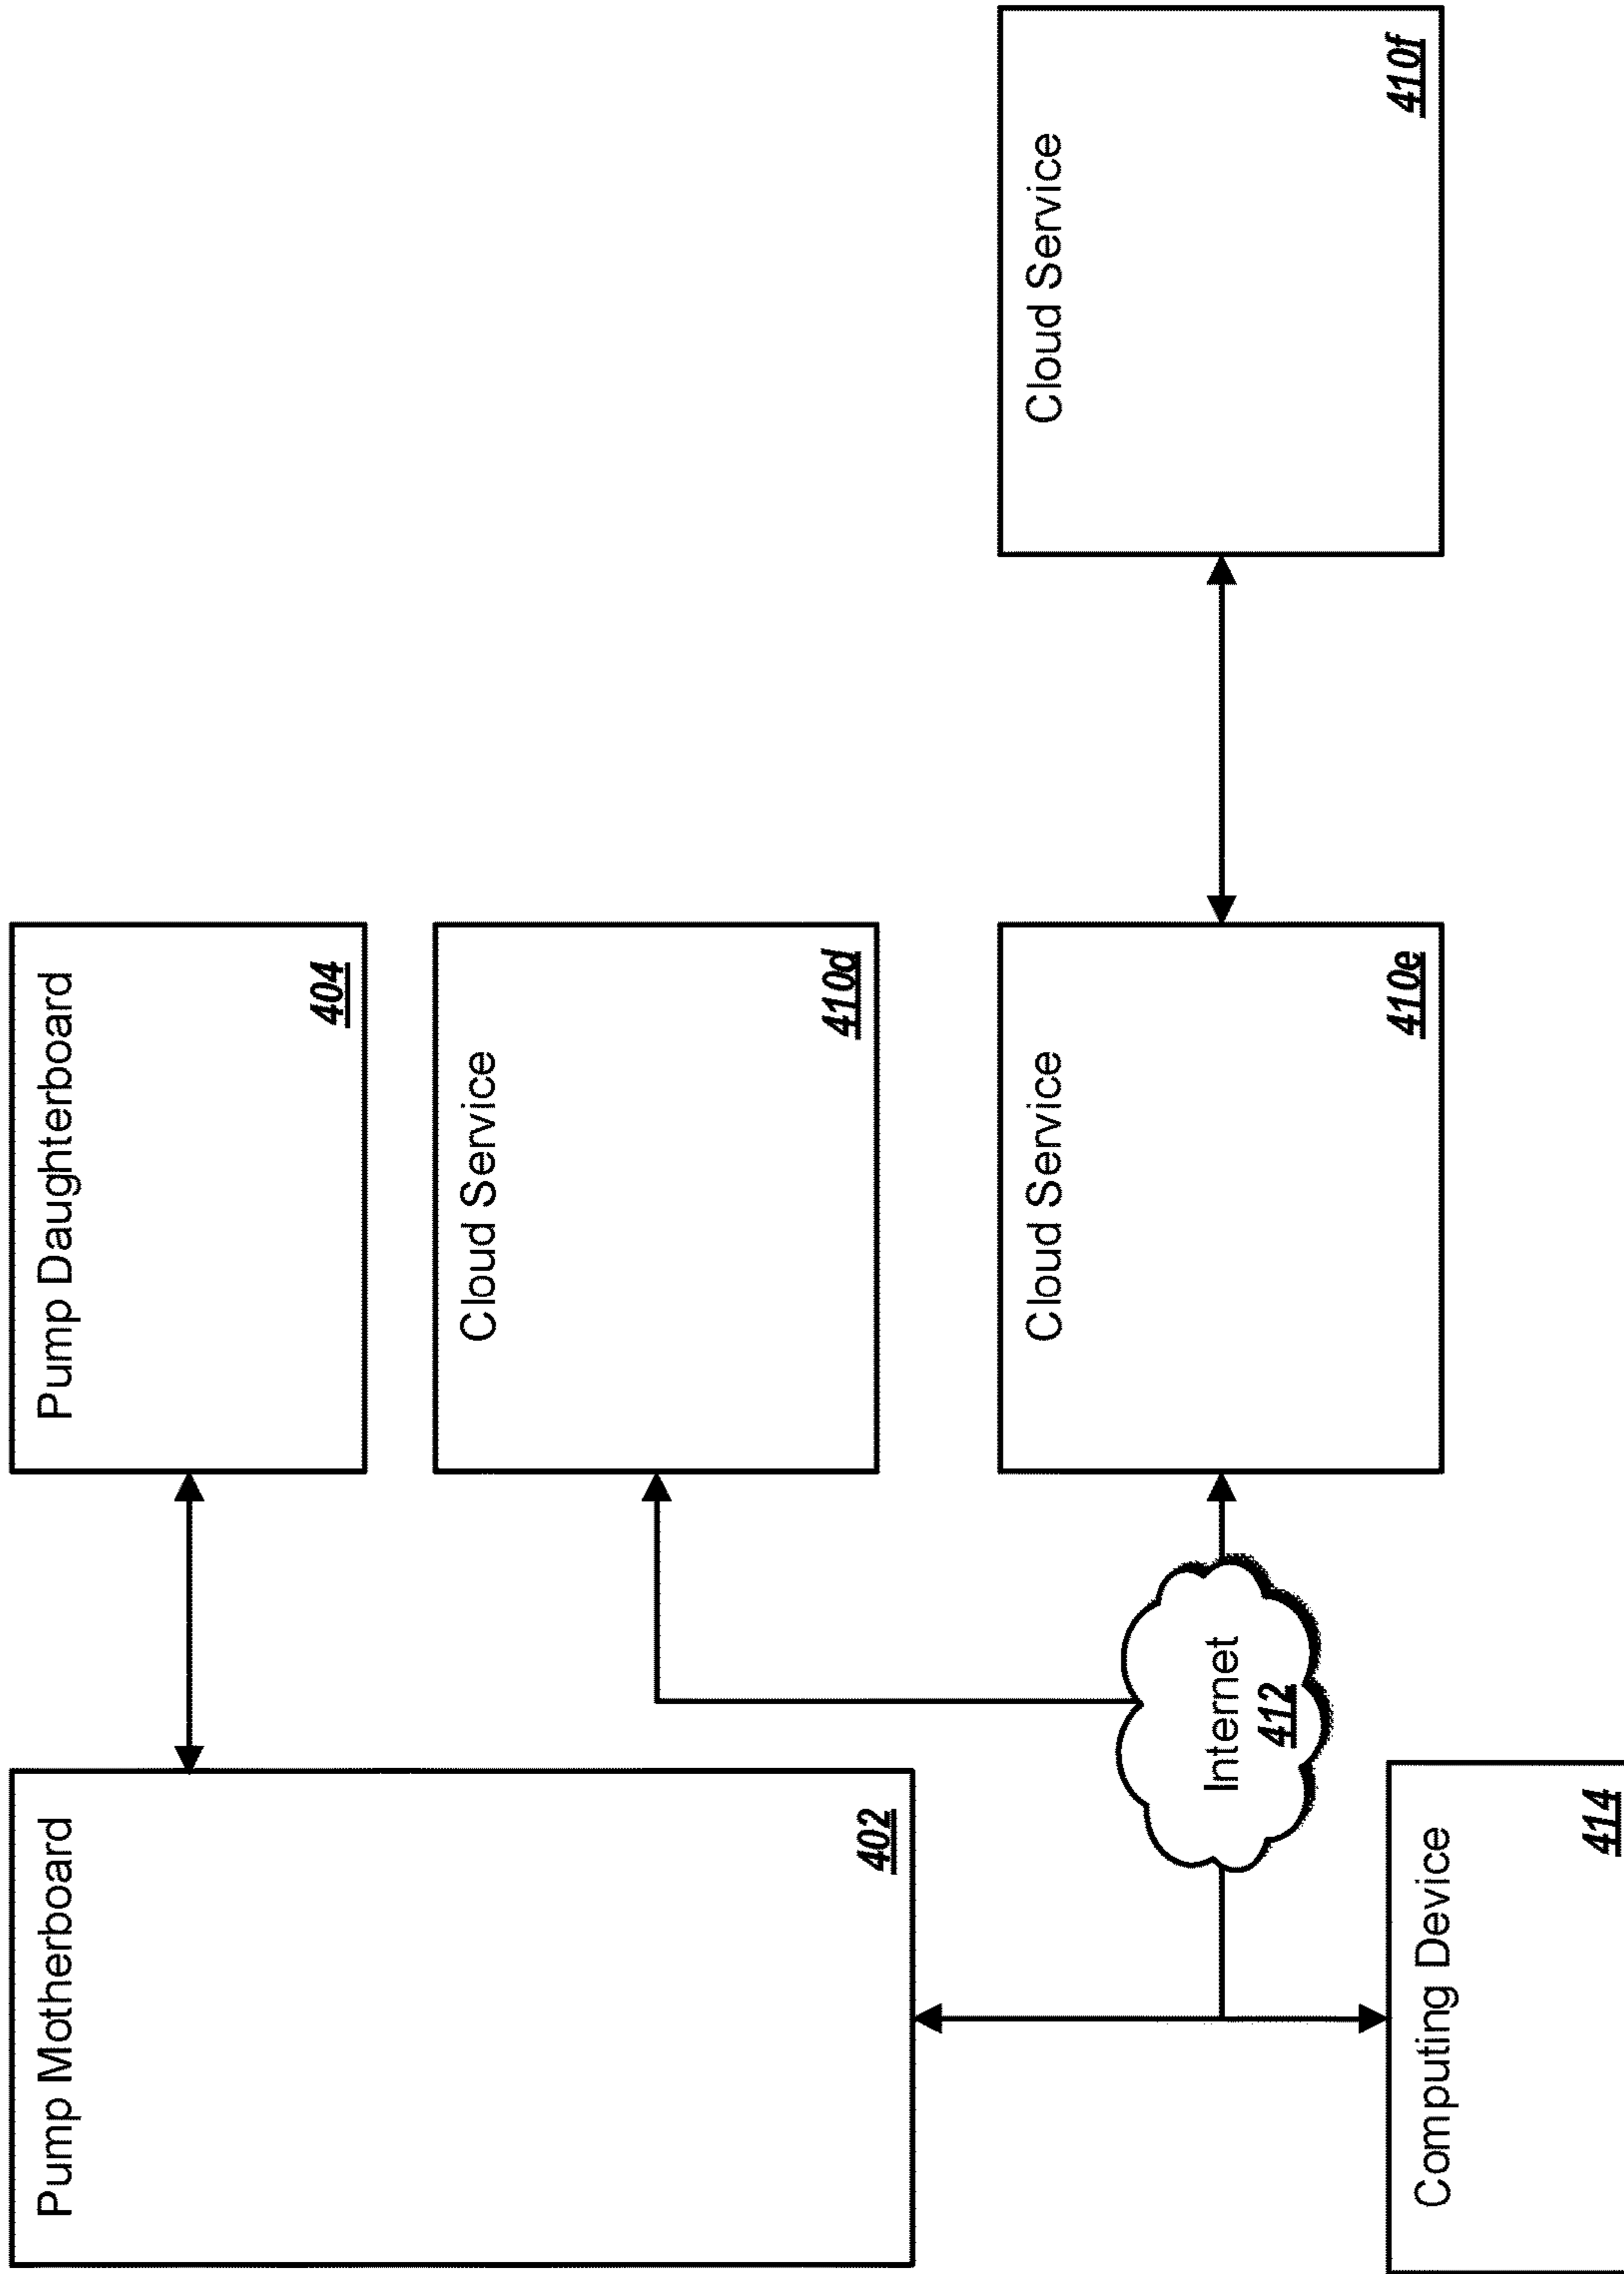 Pump Motherboard
402
Pump Daughterboard
404
Cloud Service
410d
Internet
412
Cloud Service
410e
Cloud Service
410f
Computing Device
414